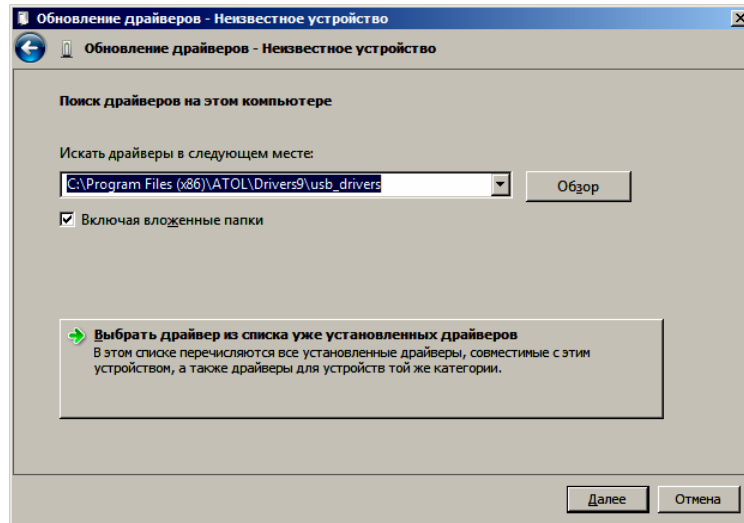 Обновление драйверов - Неизвестное устройство
Обновление драйверов - Неизвестное устройство
Поиск драйверов на этом компьютере
Искать драйверы в следующем месте:
C:\Program Files (x86)\ATOL\Drivers9\usb_drivers
Обзор
Включая вложенные папки
Выбрать драйвер из списка уже установленных драйверов
В этом списке перечисляются все установленные драйверы, совместимые с этим
устройством, а также драйверы для устройств той же категории.
Далее
Отмена